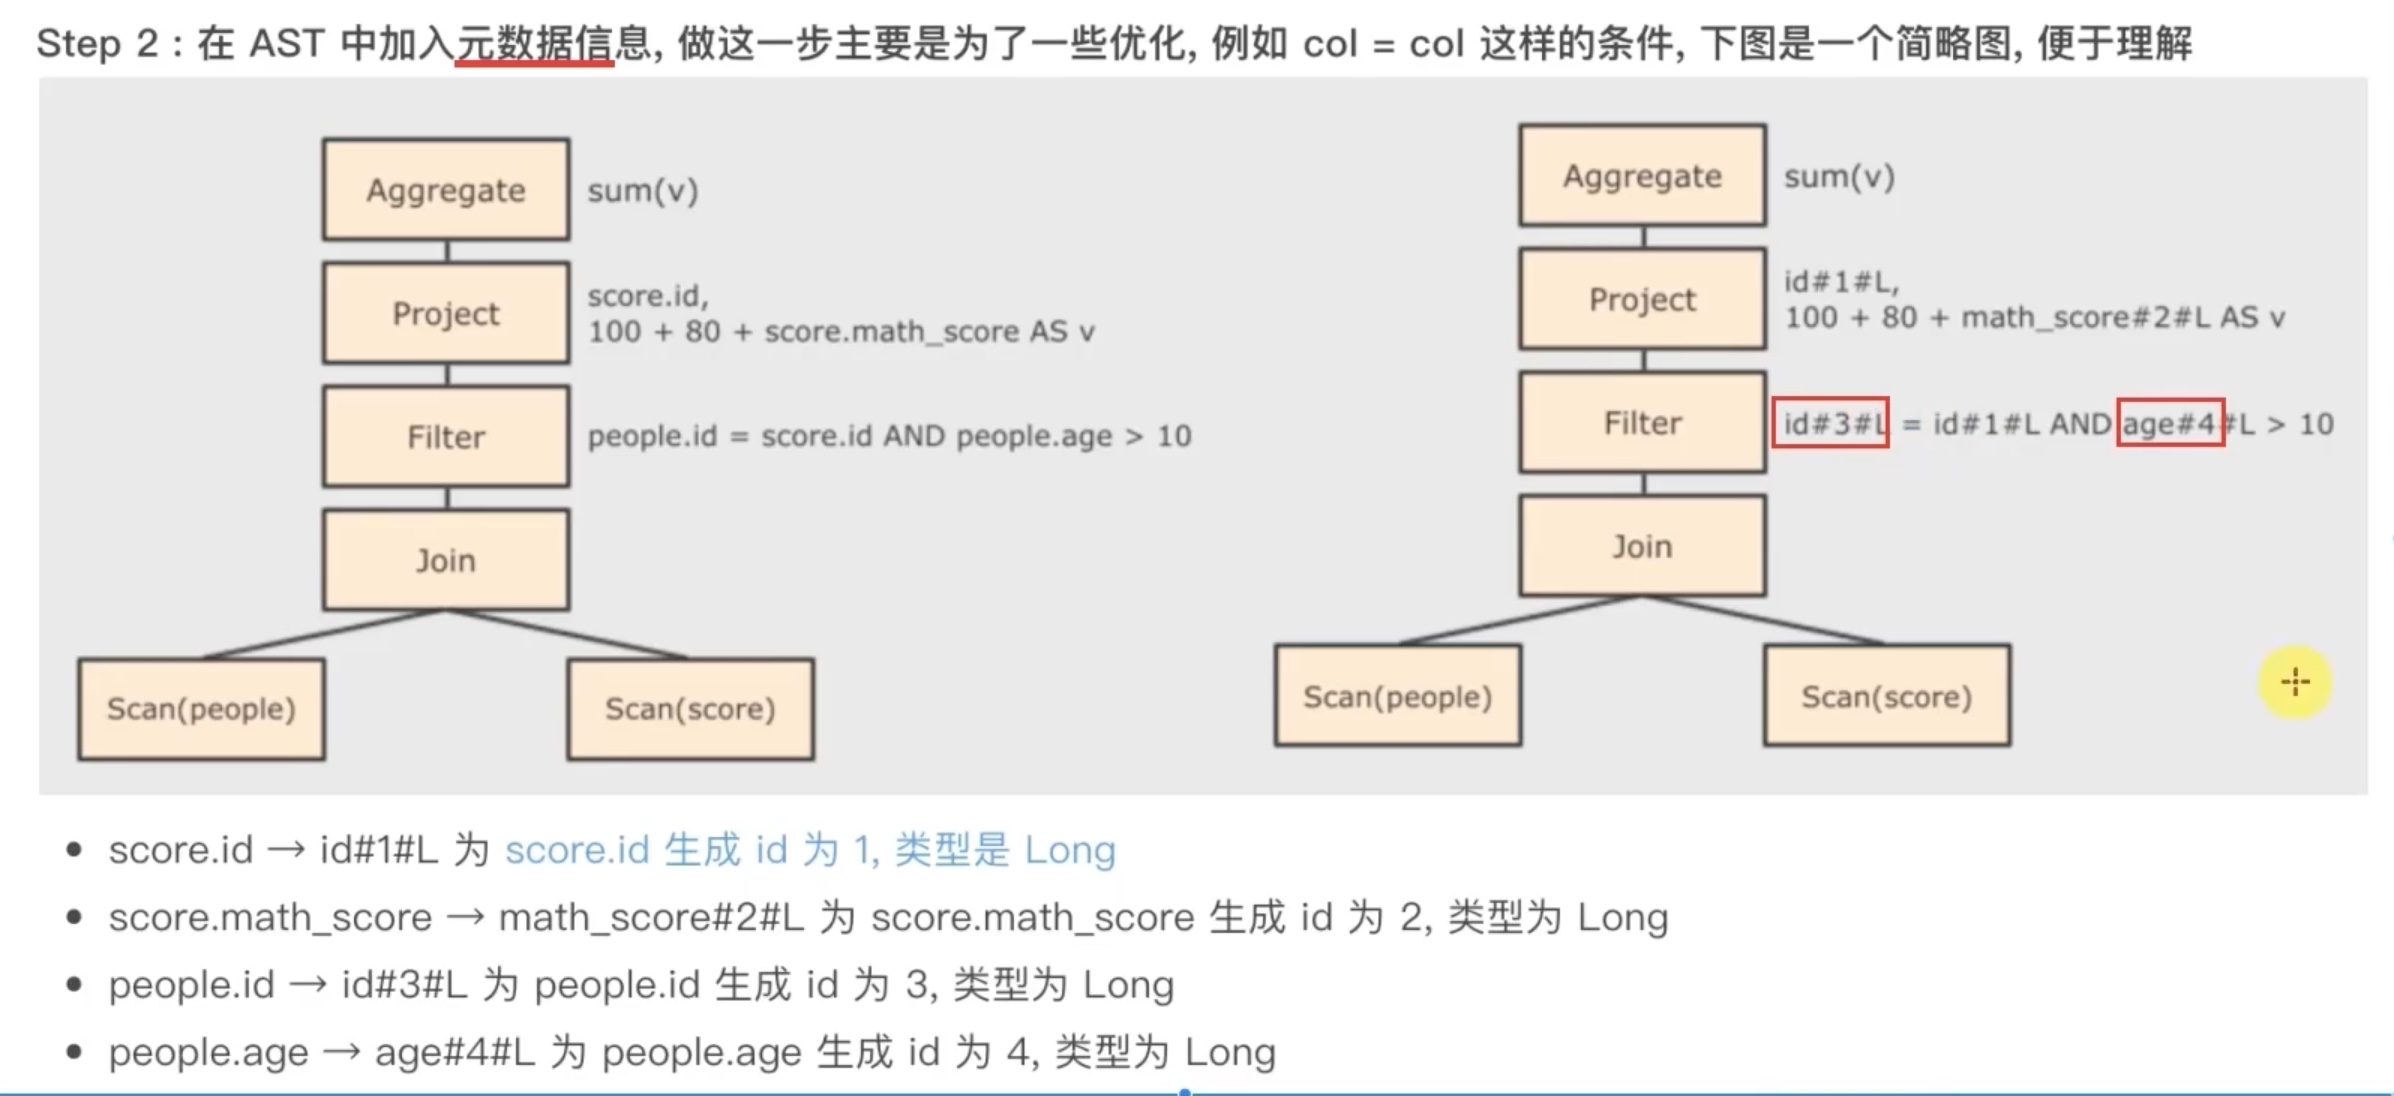 Step 2 : 在 AST 中加入元数据信息, 做这一步主要是为了一些优化, 例如 col = col 这样的条件, 下图是一个简略图, 便于理解
Aggregate
sum(v)
Project
score.id,
100 + 80 + score.math_score AS v
Filter
people.id = score.id AND people.age > 10
Join
Scan(people)
Scan(score)
Aggregate
sum(v)
Project
id#1#L,
100 + 80 + math_score#2#L AS v
Filter
id#3#L = id#1#L AND age#4#L > 10
Join
Scan(people)
Scan(score)
• score.id → id#1#L 为 score.id 生成 id 为 1, 类型是 Long
• score.math_score → math_score#2#L 为 score.math_score 生成 id 为 2, 类型为 Long
• people.id → id#3#L 为 people.id 生成 id 为 3, 类型为 Long
• people.age → age#4#L 为 people.age 生成 id 为 4, 类型为 Long